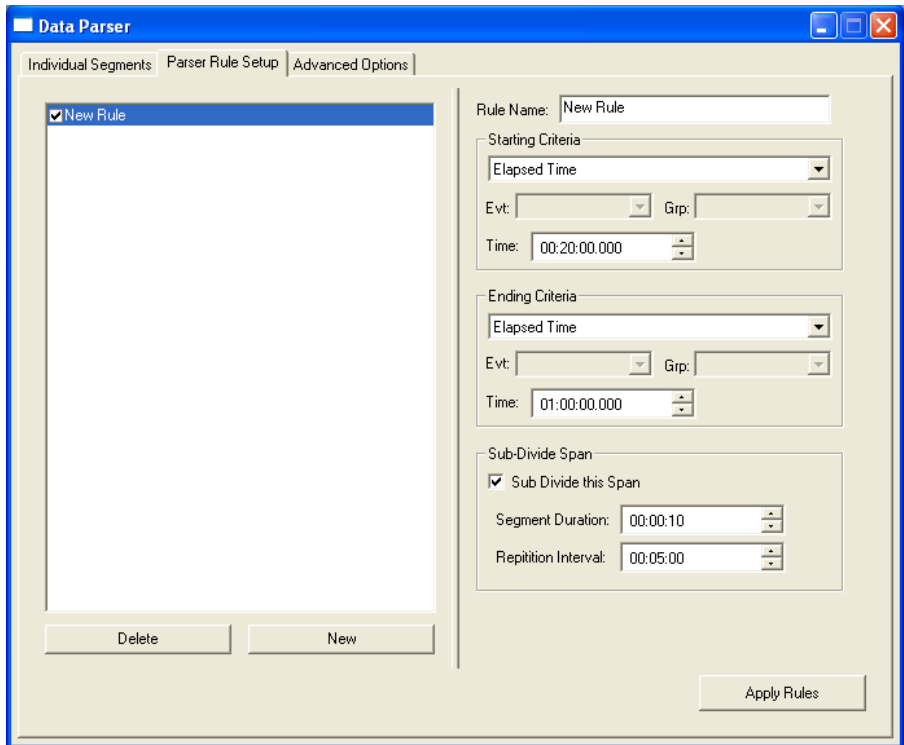 Data Parser
Individual Segments Parser Rule Setup Advanced Options
New Rule
Delete New
Rule Name: New Rule
Starting Criteria
Elapsed Time
Evt: Grp:
Time: 00:20:00.000
Ending Criteria
Elapsed Time
Evt: Grp:
Time: 01:00:00.000
Sub-Divide Span
Sub Divide this Span
Segment Duration: 00:00:10
Repitition Interval: 00:05:00
Apply Rules